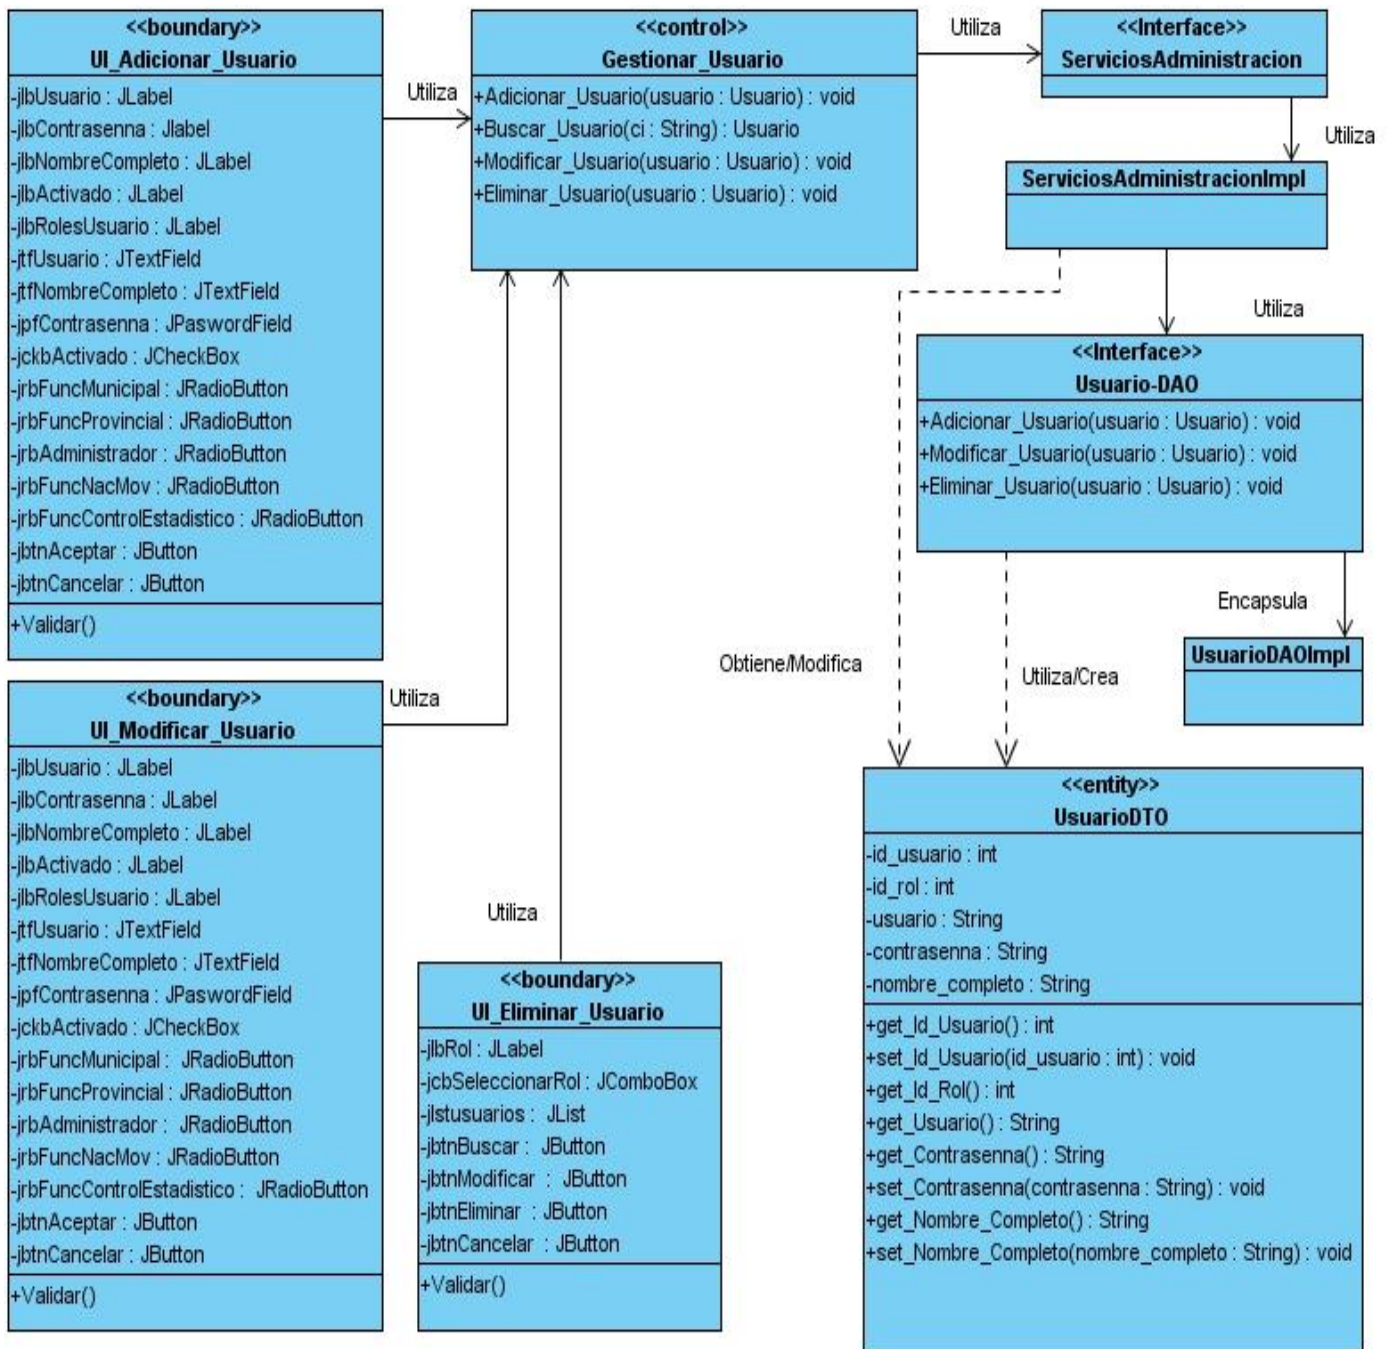 <<boundary>>
UI_Adicionar_Usuario
-jlbUsuario : JLabel
-jlbContrasenna : Jlabel
-jlbNombreCompleto : JLabel
-jlbActivado : JLabel
-jlbRolesUsuario : JLabel
-jtfUsuario : JTextField
-jtfNombreCompleto : JTextField
-jpfContrasenna : JPaswordField
-jckbActivado : JCheckBox
-jrbFuncMunicipal : JRadioButton
-jrbFuncProvincial : JRadioButton
-jrbAdministrador : JRadioButton
-jrbFuncNacMov : JRadioButton
-jrbFuncControlEstadistico : JRadioButton
-jbtnAceptar : JButton
-jbtnCancelar : JButton
+Validar()
Utiliza
<<control>>
Gestionar_Usuario
+Adicionar_Usuario(usuario : Usuario) : void
+Buscar_Usuario(ci : String) : Usuario
+Modificar_Usuario(usuario : Usuario) : void
+Eliminar_Usuario(usuario : Usuario) : void
Utiliza
<<Interface>>
ServiciosAdministracion
Utiliza
ServiciosAdministracionImpl
Utiliza
<<Interface>>
Usuario-DAO
+Adicionar_Usuario(usuario : Usuario) : void
+Modificar_Usuario(usuario : Usuario) : void
+Eliminar_Usuario(usuario : Usuario) : void
Encapsula
UsuarioDAOImpl
Obtiene/Modifica
Utiliza/Crea
<<boundary>>
UI_Modificar_Usuario
-jlbUsuario : JLabel
-jlbContrasenna : JLabel
-jlbNombreCompleto : JLabel
-jlbActivado : JLabel
-jlbRolesUsuario : JLabel
-jtfUsuario : JTextField
-jtfNombreCompleto : JTextField
-jpfContrasenna : JPaswordField
-jckbActivado : JCheckBox
-jrbFuncMunicipal : JRadioButton
-jrbFuncProvincial : JRadioButton
-jrbAdministrador : JRadioButton
-jrbFuncNacMov : JRadioButton
-jrbFuncControlEstadistico : JRadioButton
-jbtnAceptar : JButton
-jbtnCancelar : JButton
+Validar()
Utiliza
Utiliza
<<boundary>>
UI_Eliminar_Usuario
-jlbRol : JLabel
-jcbSeleccionarRol : JComboBox
-jlstusuarios : JList
-jbtnBuscar : JButton
-jbtnModificar : JButton
-jbtnEliminar : JButton
-jbtnCancelar : JButton
+Validar()
<<entity>>
UsuarioDTO
-id_usuario : int
-id_rol : int
-usuario : String
-contrasenna : String
-nombre_completo : String
+get_Id_Usuario() : int
+set_Id_Usuario(id_usuario : int) : void
+get_Id_Rol() : int
+get_Usuario() : String
+get_Contrasenna() : String
+set_Contrasenna(contrasenna : String) : void
+get_Nombre_Completo() : String
+set_Nombre_Completo(nombre_completo : String) : void